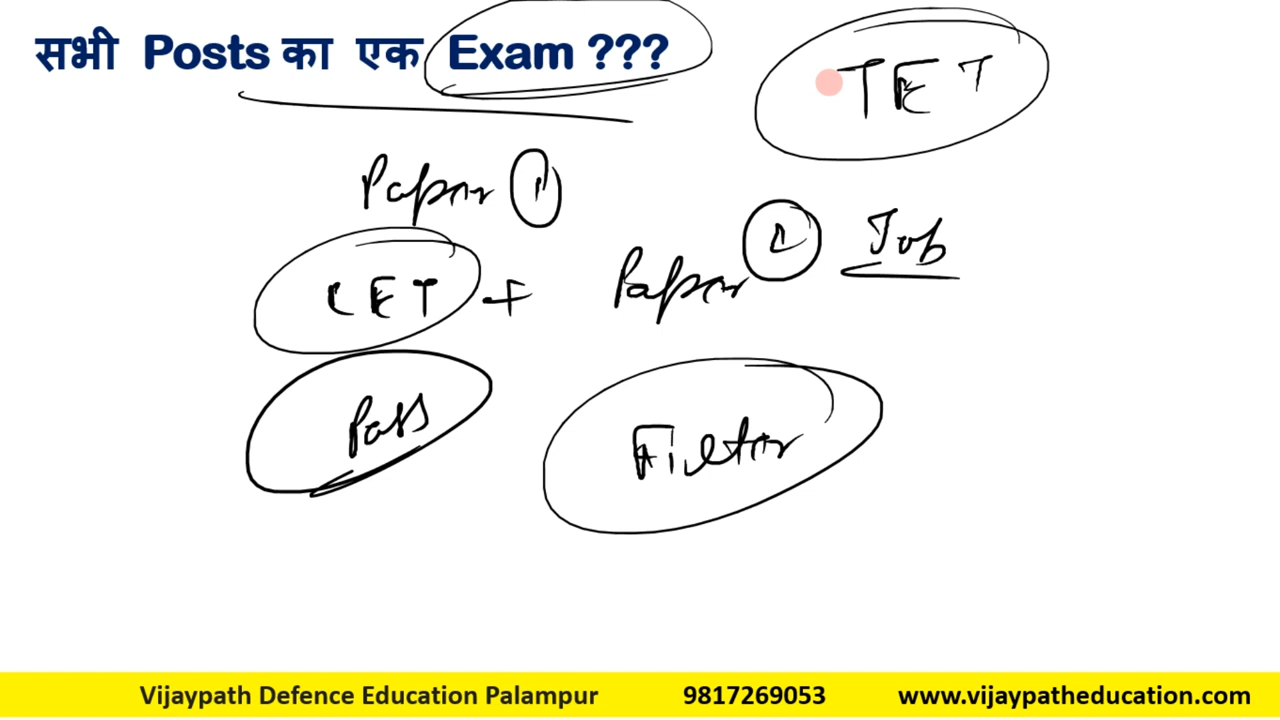 सभी Posts का एक Exam ???
TET
Paper 1
CET + Paper 2 Job
Pass
Filter
Vijaypath Defence Education Palampur 9817269053 www.vijaypatheducation.com